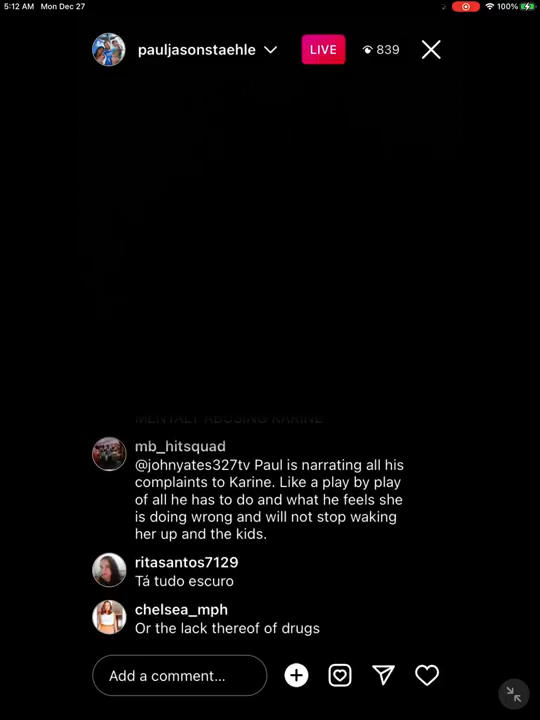 5:12 AM Mon Dec 27
100%
pauljasonstaehle
LIVE
839
MENTALY ABUSING KARINE
mb_hitsquad
@johnyates327tv Paul is narrating all his
complaints to Karine. Like a play by play
of all he has to do and what he feels she
is doing wrong and will not stop waking
her up and the kids.
ritasantos7129
Tá tudo escuro
chelsea_mph
Or the lack thereof of drugs
Add a comment...